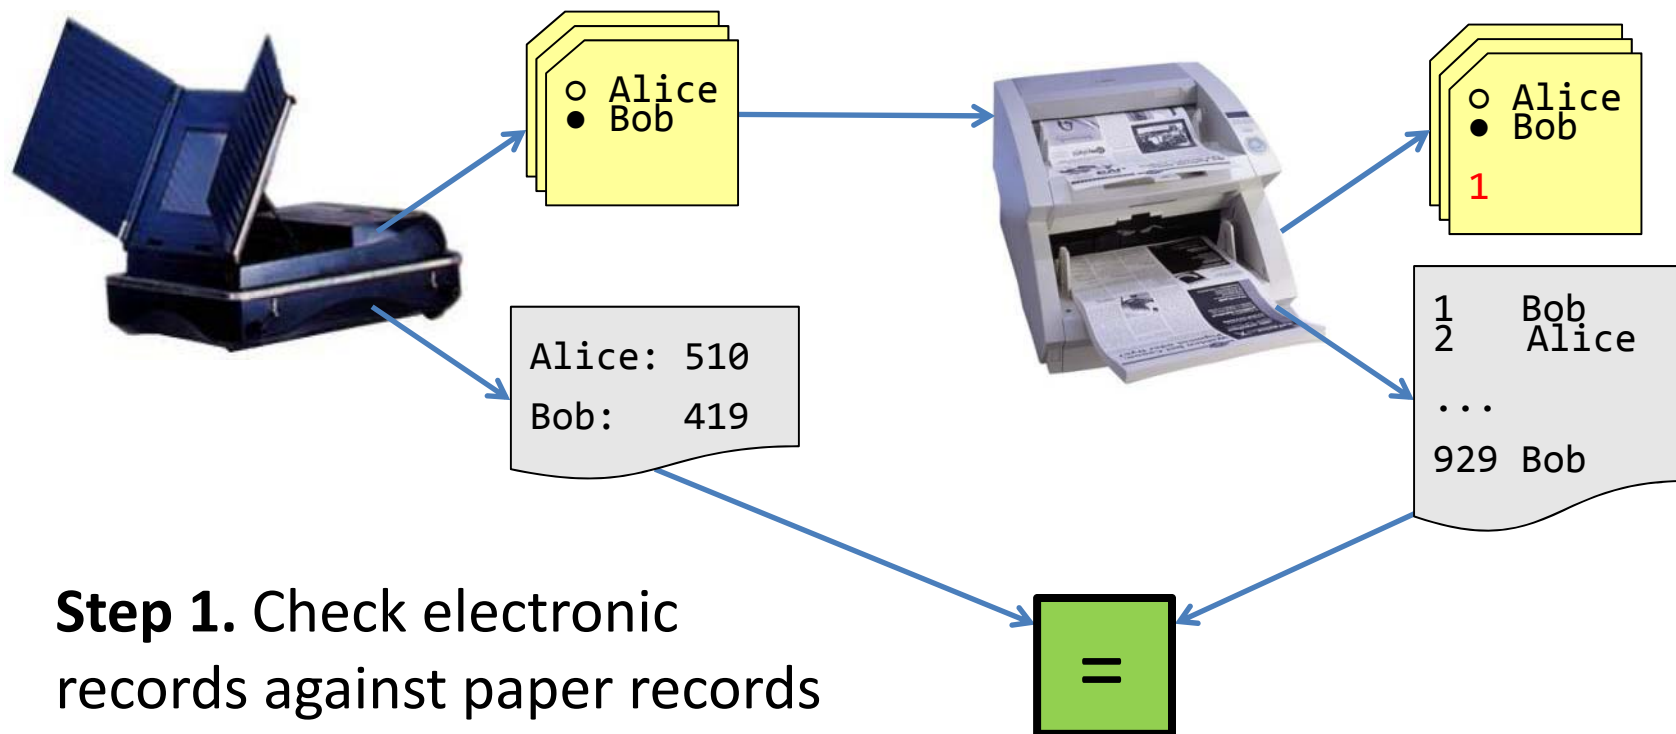 Alice
Bob
Alice
Bob
1
Alice: 510
Bob: 419
1 Bob
2 Alice
...
929 Bob
Step 1. Check electronic
records against paper records
=